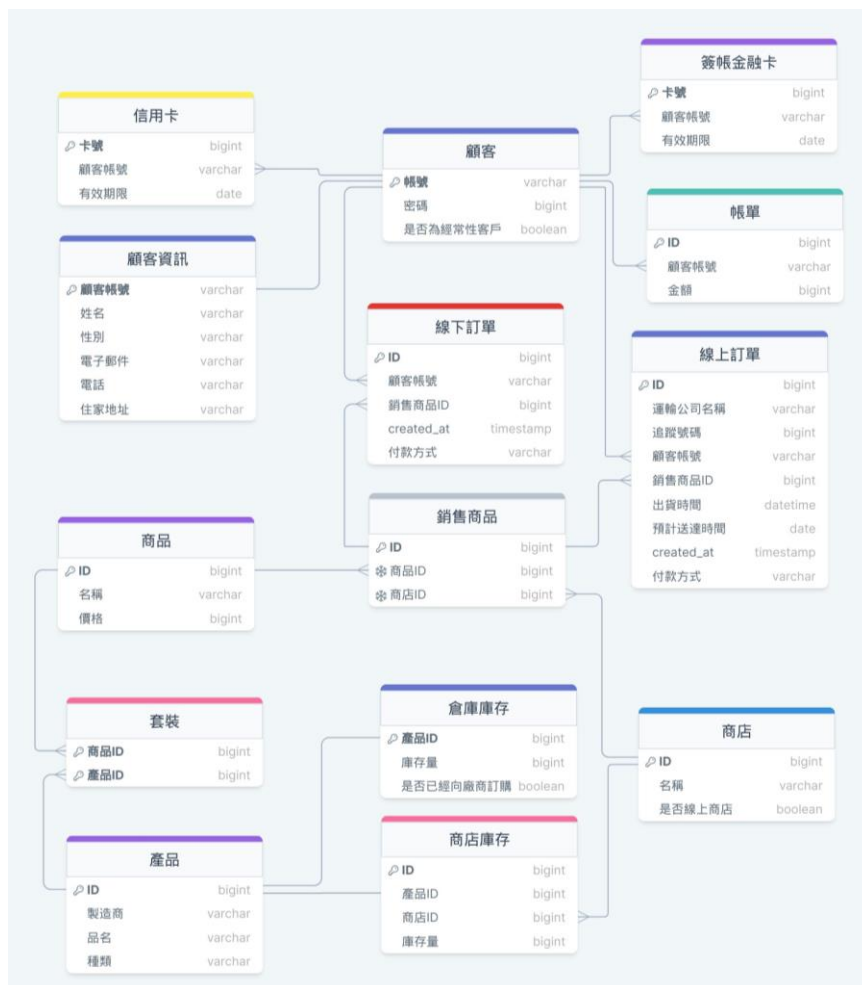 簽帳金融卡
卡號 bigint
顧客帳號 varchar
有效期限 date
信用卡
卡號 bigint
顧客帳號 varchar
有效期限 date
顧客
帳號 varchar
密碼 bigint
是否為經常性客戶 boolean
帳單
ID bigint
顧客帳號 varchar
金額 bigint
顧客資訊
顧客帳號 varchar
姓名 varchar
性別 varchar
電子郵件 varchar
電話 varchar
住家地址 varchar
線下訂單
ID bigint
顧客帳號 varchar
銷售商品ID bigint
created_at timestamp
付款方式 varchar
線上訂單
ID bigint
運輸公司名稱 varchar
追蹤號碼 bigint
顧客帳號 varchar
銷售商品ID bigint
出貨時間 datetime
預計送達時間 date
created_at timestamp
付款方式 varchar
銷售商品
ID bigint
商品ID bigint
商店ID bigint
商品
ID bigint
名稱 varchar
價格 bigint
套裝
商品ID bigint
產品ID bigint
倉庫庫存
產品ID bigint
庫存量 bigint
是否已經向廠商訂購 boolean
商店
ID bigint
名稱 varchar
是否線上商店 boolean
產品
ID bigint
製造商 varchar
品名 varchar
種類 varchar
商店庫存
ID bigint
產品ID bigint
商店ID bigint
庫存量 bigint